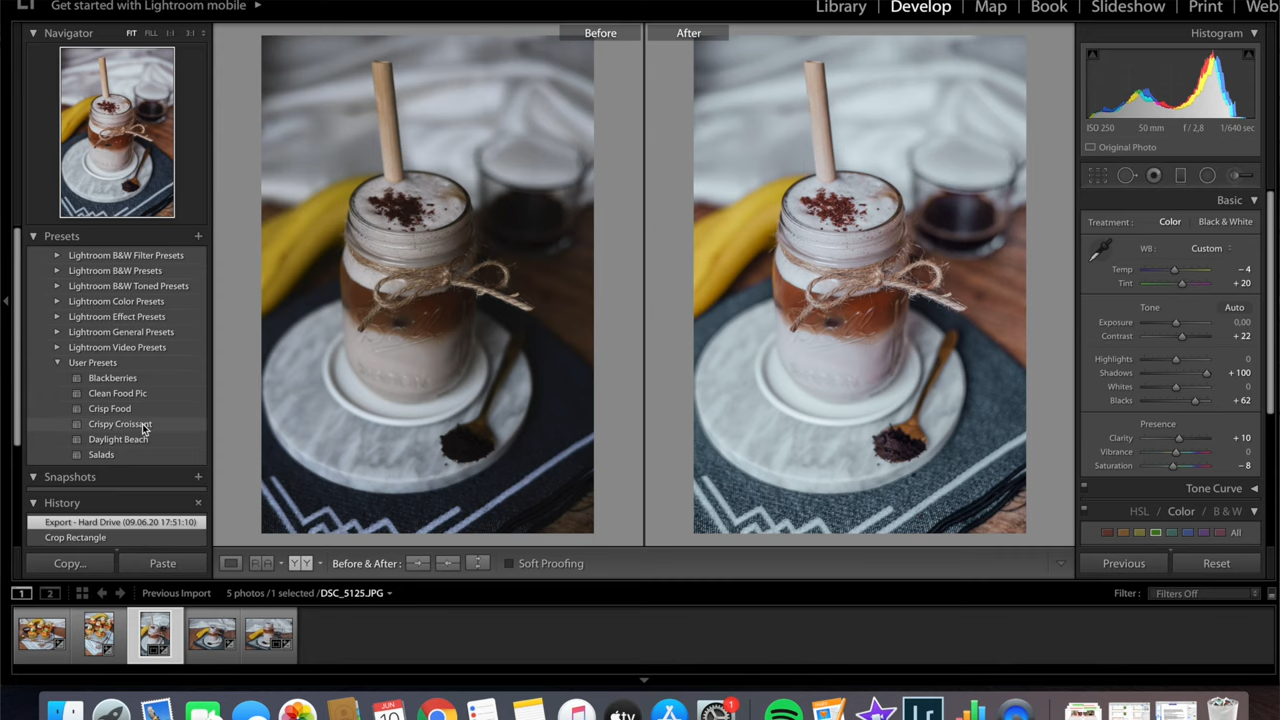 Get started with Lightroom mobile ▶
Library | Develop | Map | Book | Slideshow | Print | Web
Navigator FIT FILL 1:1 3:1
Before
After
Histogram
ISO 250 50 mm f / 2,8 1/640 sec
Original Photo
Basic
Treatment : Color Black & White
WB : Custom
Temp − 4
Tint + 20
Tone Auto
Exposure 0,00
Contrast + 22
Highlights 0
Shadows + 100
Whites 0
Blacks + 62
Presence
Clarity + 10
Vibrance 0
Saturation − 8
Tone Curve
HSL / Color / B & W
All
Previous Reset
Presets +
Lightroom B&W Filter Presets
Lightroom B&W Presets
Lightroom B&W Toned Presets
Lightroom Color Presets
Lightroom Effect Presets
Lightroom General Presets
Lightroom Video Presets
User Presets
Blackberries
Clean Food Pic
Crisp Food
Crispy Croissant
Daylight Beach
Salads
Snapshots +
History ×
Export - Hard Drive (09.06.20 17:51:10)
Crop Rectangle
Copy... Paste
R A Y Y Before & After : Soft Proofing
1 2 Previous Import 5 photos / 1 selected / DSC_5125.JPG
Filter : Filters Off
JUN
tv
Lr
1